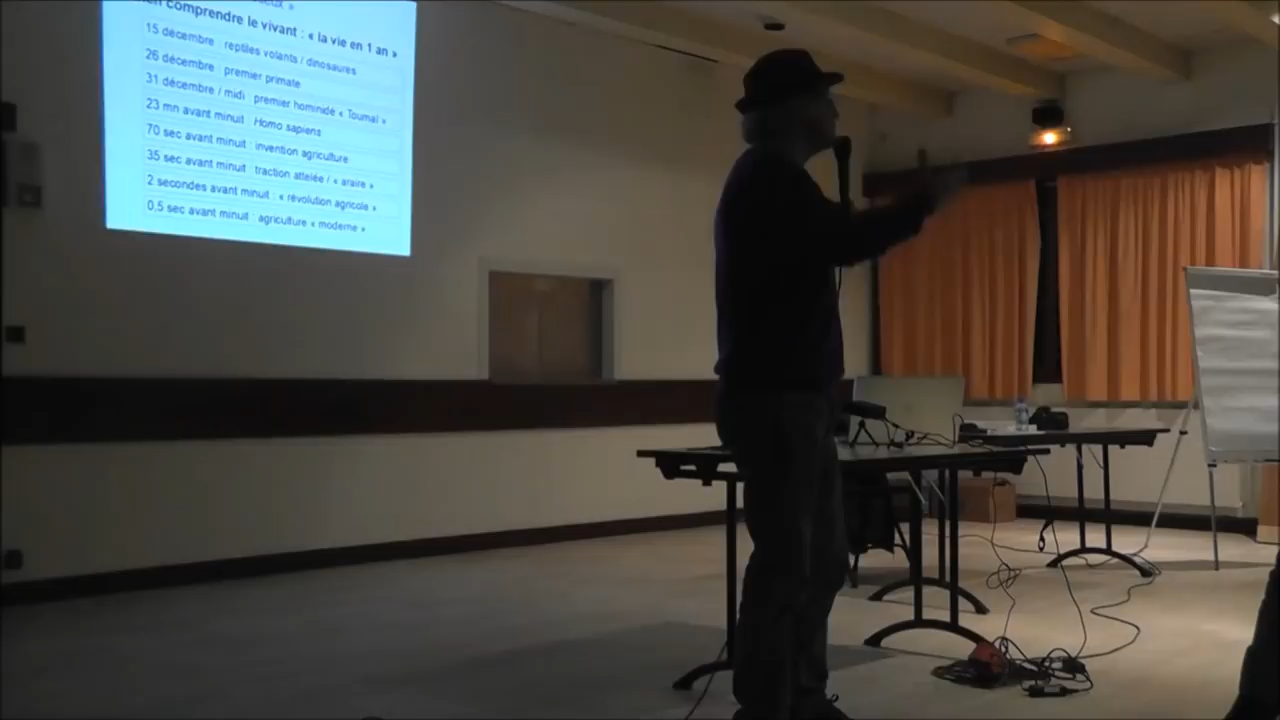 comprendre le vivant : « la vie en 1 an »
15 décembre : reptiles volants / dinosaures
26 décembre : premier primate
31 décembre / midi : premier hominidé « Toumaï »
23 mn avant minuit : Homo sapiens
70 sec avant minuit : invention agriculture
35 sec avant minuit : traction attelée / « araire »
2 secondes avant minuit : « révolution agricole »
0,5 sec avant minuit : agriculture « moderne »